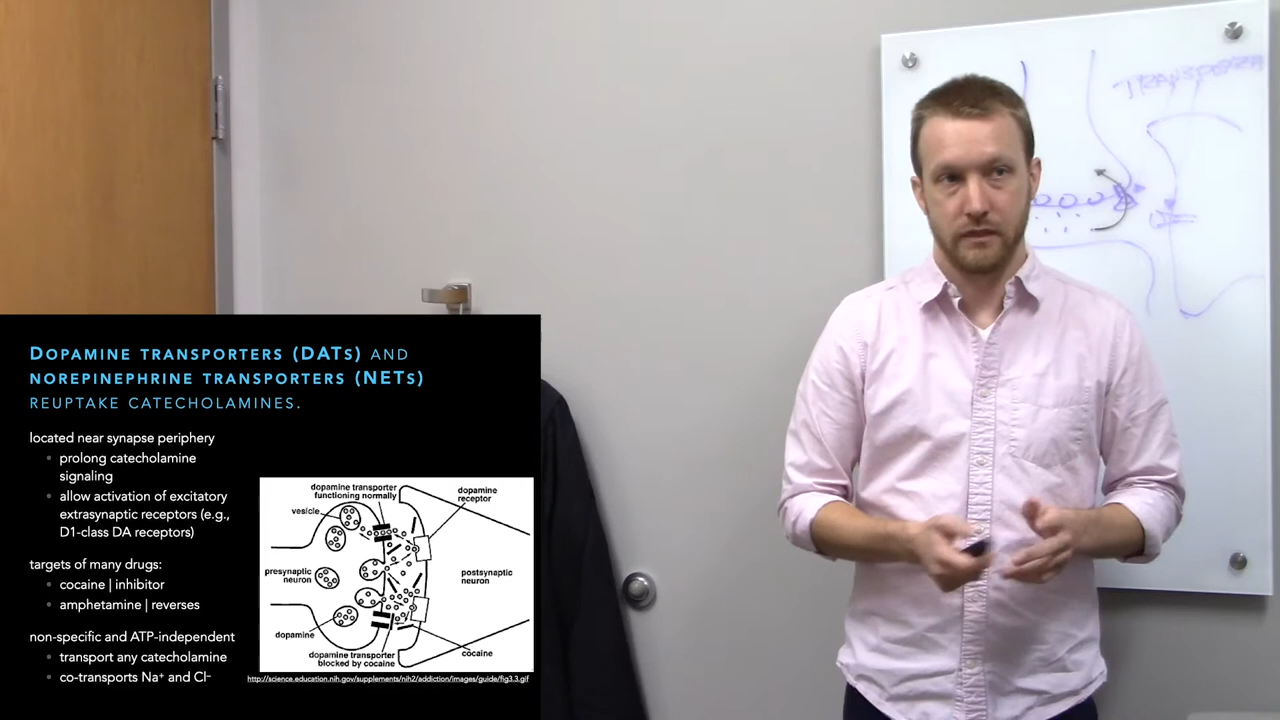 TRANSPORTER
DOPAMINE TRANSPORTERS (DATS) AND
NOREPINEPHRINE TRANSPORTERS (NETS)
REUPTAKE CATECHOLAMINES.
located near synapse periphery
• prolong catecholamine
signaling
• allow activation of excitatory
extrasynaptic receptors (e.g.,
D1-class DA receptors)
targets of many drugs:
• cocaine | inhibitor
• amphetamine | reverses
non-specific and ATP-independent
• transport any catecholamine
• co-transports Na⁺ and Cl⁻
dopamine transporter
functioning normally
dopamine
receptor
vesicle
presynaptic
neuron
postsynaptic
neuron
dopamine
dopamine transporter
blocked by cocaine
cocaine
http://science.education.nih.gov/supplements/nih2/addiction/images/guide/fig3.3.gif